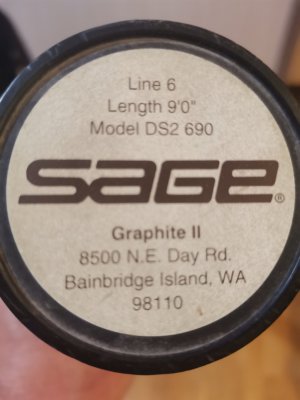 Line 6
Length 9'0"
Model DS2 690
SAGE®
Graphite II
8500 N.E. Day Rd.
Bainbridge Island, WA
98110